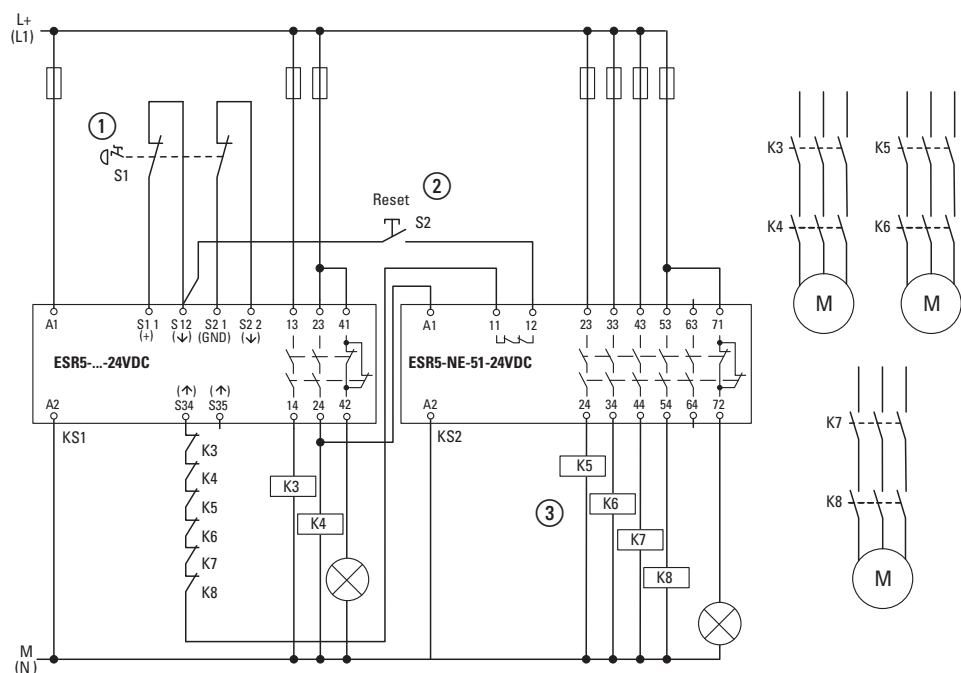 L+
(L1)
1
S1
Reset
2
S2
K3
K5
K4
K6
M
M
A1
S1 1
(+)
S12
(↓)
S2 1
(GND)
S2 2
(↓)
13
23
41
ESR5-...-24VDC
(↑)
S34
(↑)
S35
A2
14
24
42
KS1
A1
11
12
23
33
43
53
63
71
ESR5-NE-51-24VDC
A2
24
34
44
54
64
72
KS2
K3
K4
K5
K6
K7
K8
K3
K4
3
K5
K6
K7
K8
K7
K8
M
M
(N)